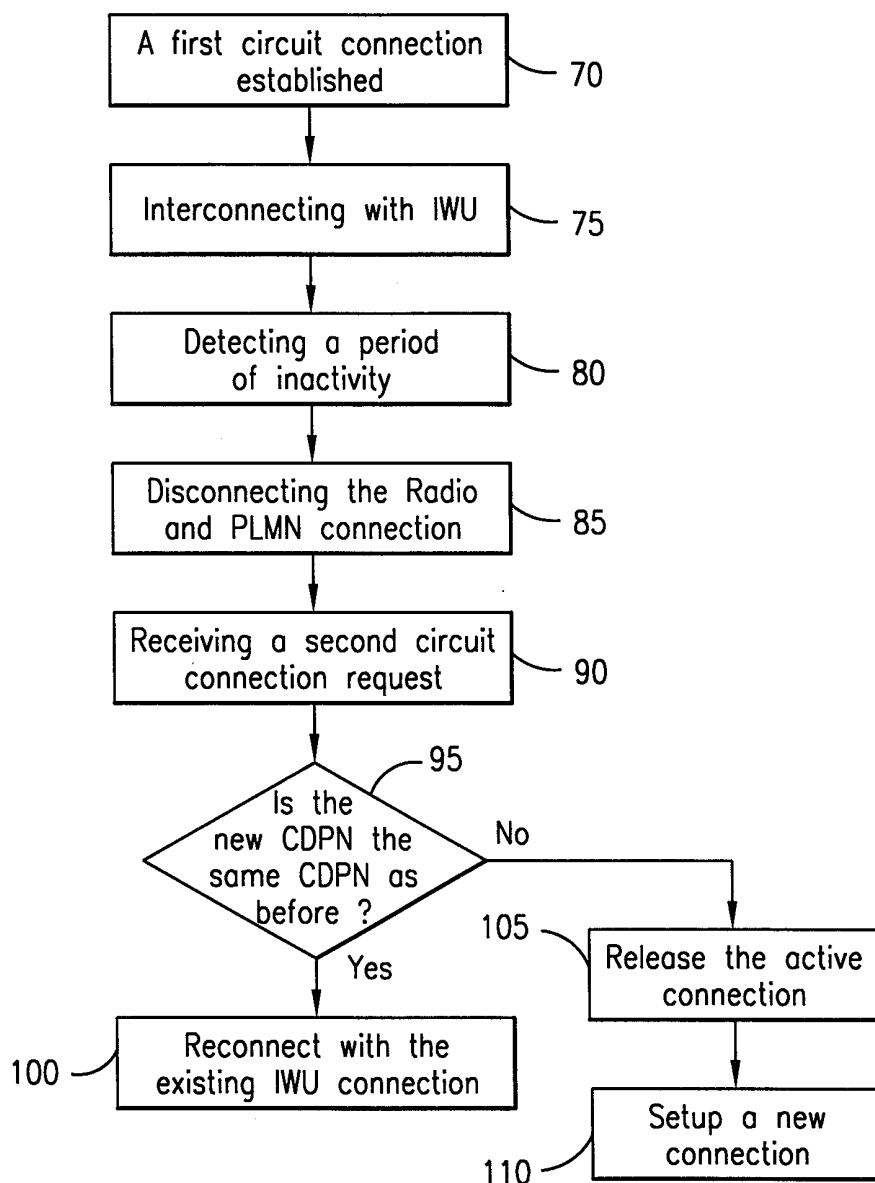 A first circuit connection
established
70
Interconnecting with IWU
75
Detecting a period
of inactivity
80
Disconnecting the Radio
and PLMN connection
85
Receiving a second circuit
connection request
90
95
Is the
new CDPN the
same CDPN as
before ?
No
Yes
105
Release the active
connection
100
Reconnect with the
existing IWU connection
110
Setup a new
connection